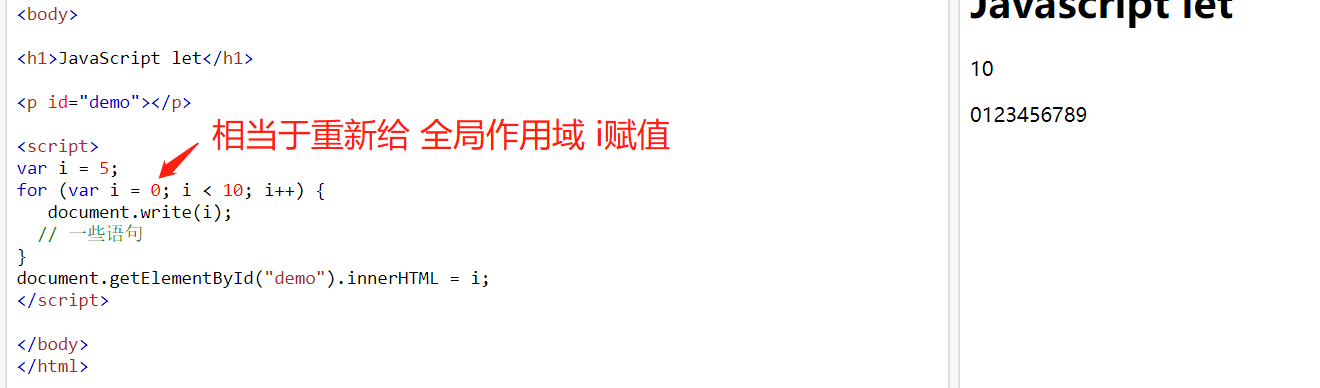 <body>
<h1>JavaScript let</h1>
<p id="demo"></p>
相当于重新给 全局作用域 i赋值
<script>
var i = 5;
for (var i = 0; i < 10; i++) {
document.write(i);
// 一些语句
}
document.getElementById("demo").innerHTML = i;
</script>
</body>
</html>
Javascript let
10
0123456789